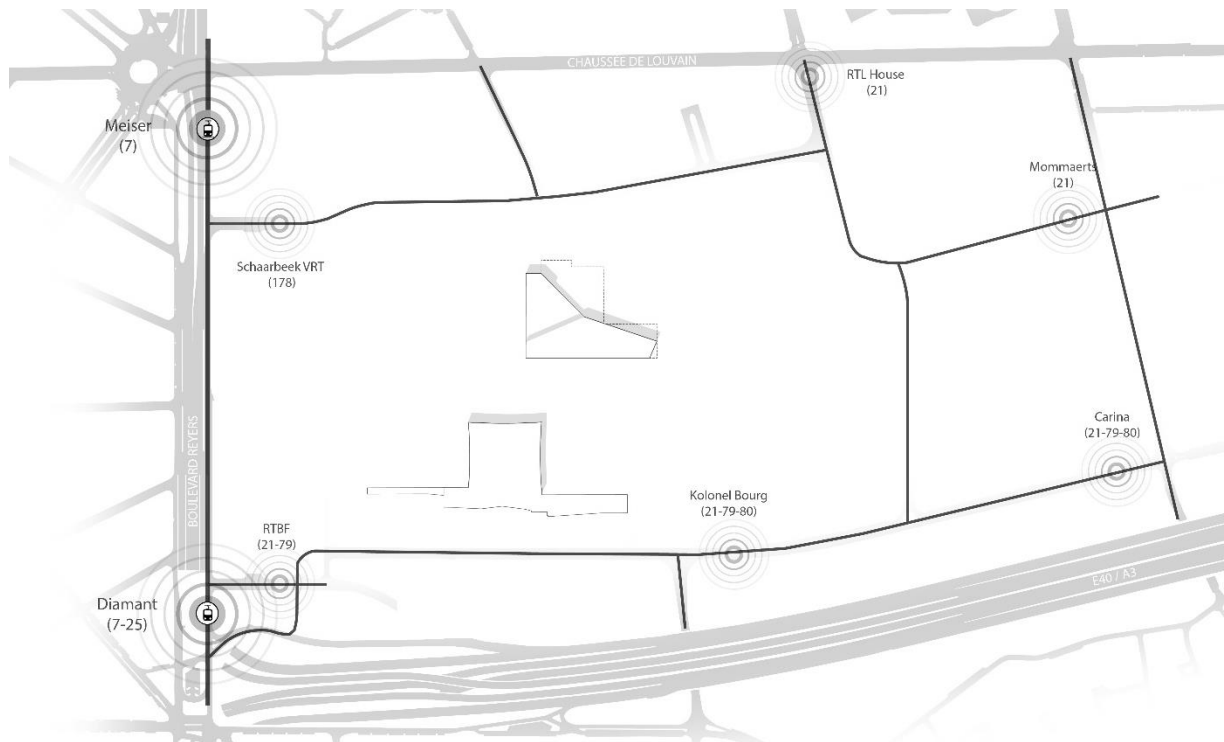 CHAUSSÉE DE LOUVAIN
RTL House
(21)
Meiser
(7)
Mommaerts
(21)
Schaarbeek VRT
(178)
BOULEVARD REYERS
Carina
(21-79-80)
Kolonel Bourg
(21-79-80)
RTBF
(21-79)
E40 / A3
Diamant
(7-25)